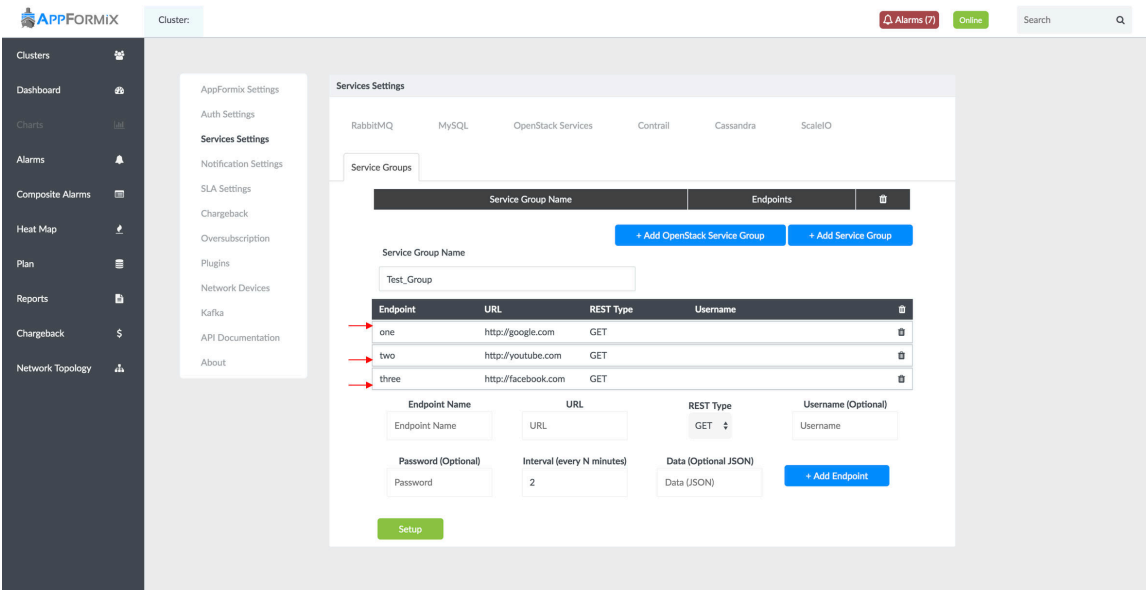 APPFORMIX
Cluster:
Alarms (7)
Online
Search
Clusters
Dashboard
Charts
Alarms
Composite Alarms
Heat Map
Plan
Reports
Chargeback
Network Topology
AppFormix Settings
Auth Settings
Services Settings
Notification Settings
SLA Settings
Chargeback
Oversubscription
Plugins
Network Devices
Kafka
API Documentation
About
Services Settings
RabbitMQ MySQL OpenStack Services Contrail Cassandra ScaleIO
Service Groups
Service Group Name Endpoints
+ Add OpenStack Service Group + Add Service Group
Service Group Name
Test_Group
Endpoint URL REST Type Username
one http://google.com GET
two http://youtube.com GET
three http://facebook.com GET
Endpoint Name URL REST Type Username (Optional)
Endpoint Name URL GET Username
Password (Optional) Interval (every N minutes) Data (Optional JSON)
Password 2 Data (JSON) + Add Endpoint
Setup